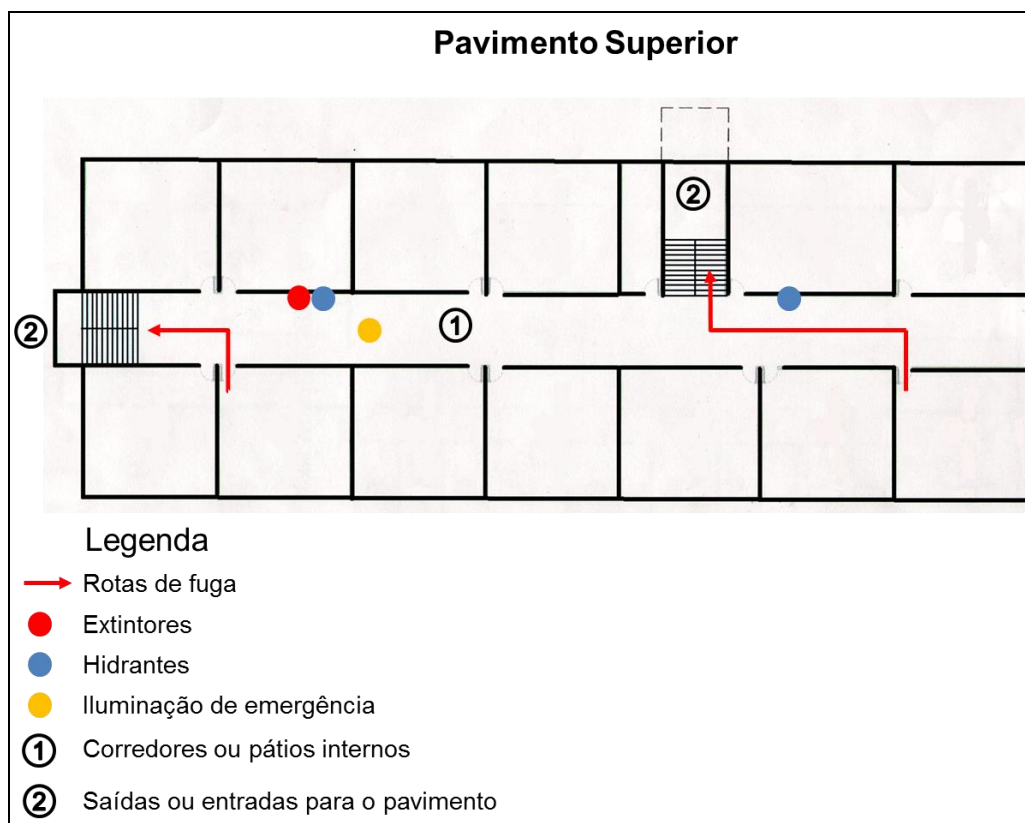 Pavimento Superior
2
2
1
Legenda
Rotas de fuga
Extintores
Hidrantes
Iluminação de emergência
1 Corredores ou pátios internos
2 Saídas ou entradas para o pavimento